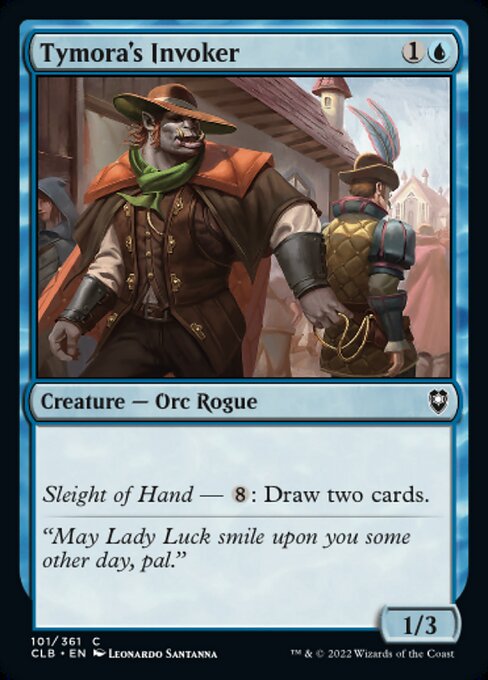 Tymora's Invoker 1
Creature — Orc Rogue
Sleight of Hand — 8: Draw two cards.
“May Lady Luck smile upon you some
other day, pal.”
1/3
101/361 C
CLB • EN Leonardo Santanna ™ & © 2022 Wizards of the Coast